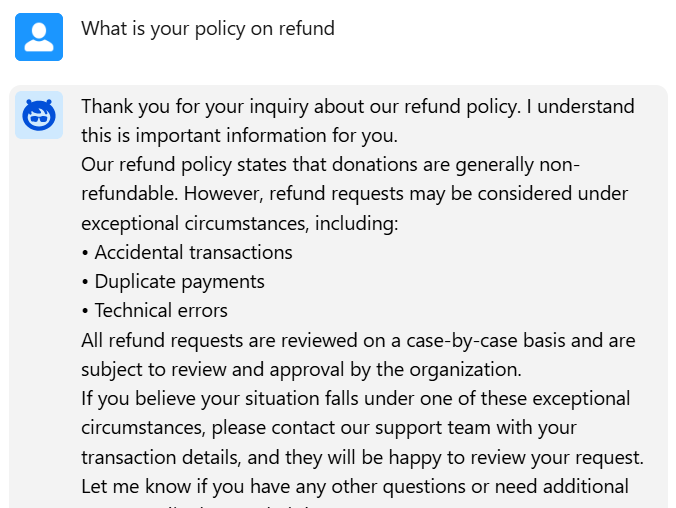 What is your policy on refund
Thank you for your inquiry about our refund policy. I understand
this is important information for you.
Our refund policy states that donations are generally non-
refundable. However, refund requests may be considered under
exceptional circumstances, including:
• Accidental transactions
• Duplicate payments
• Technical errors
All refund requests are reviewed on a case-by-case basis and are
subject to review and approval by the organization.
If you believe your situation falls under one of these exceptional
circumstances, please contact our support team with your
transaction details, and they will be happy to review your request.
Let me know if you have any other questions or need additional